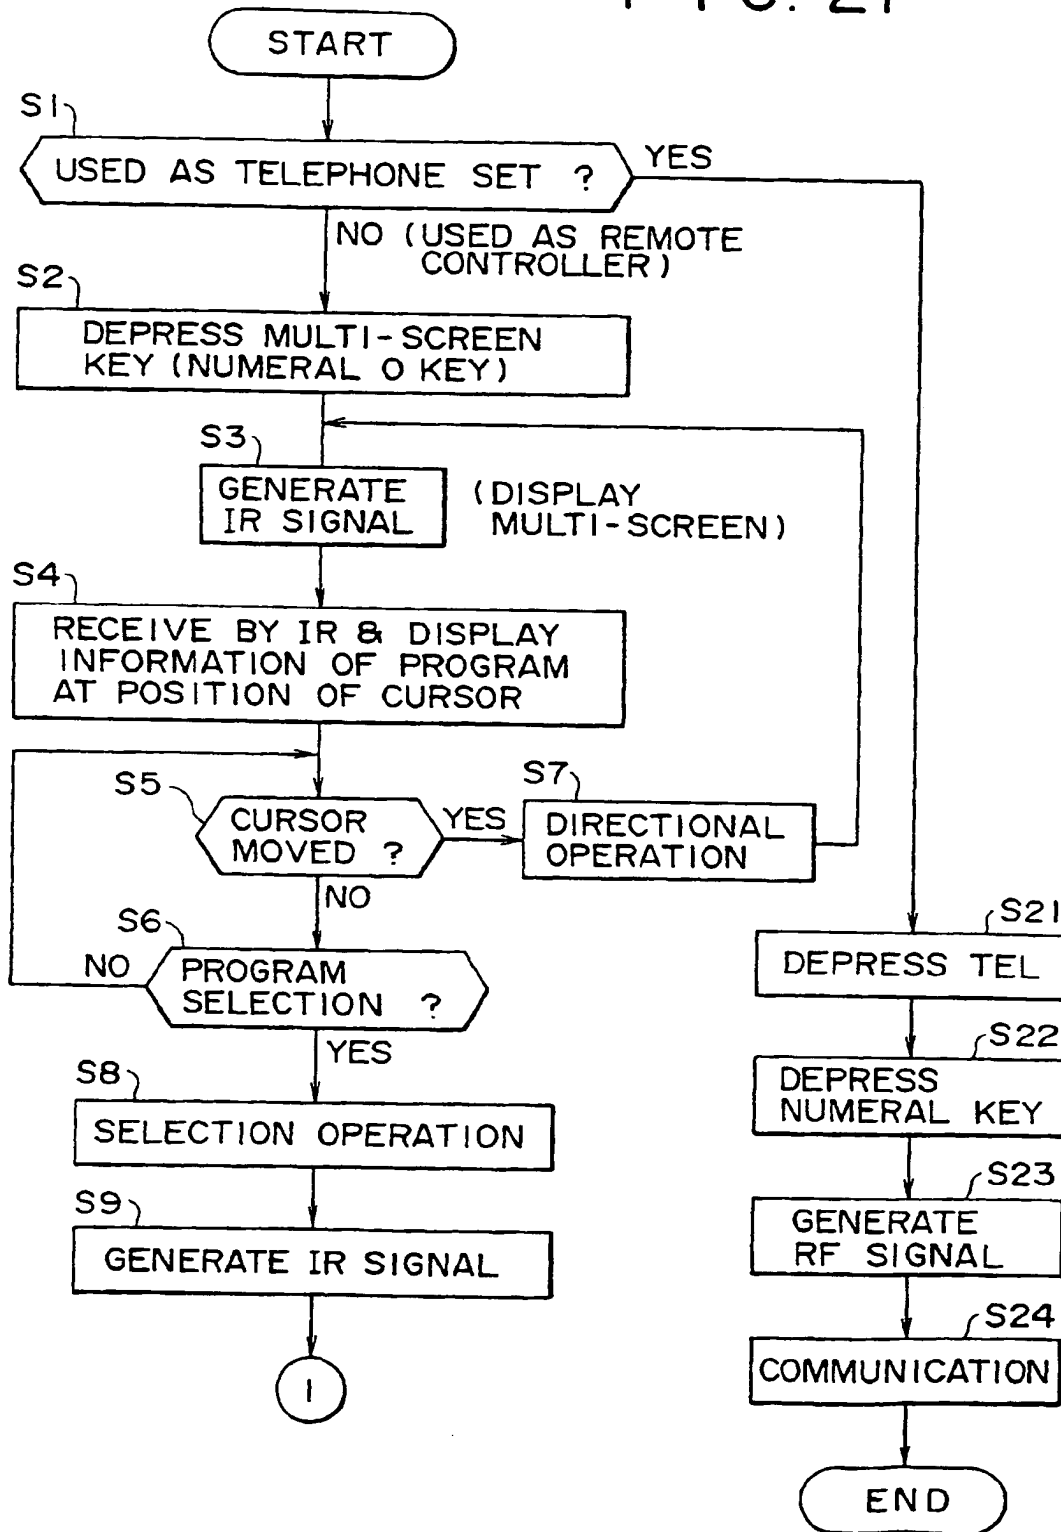 FIG. 21
START
S1
USED AS TELEPHONE SET ?
YES
NO (USED AS REMOTE
CONTROLLER)
S2
DEPRESS MULTI-SCREEN
KEY (NUMERAL 0 KEY)
S3
GENERATE
IR SIGNAL
(DISPLAY
MULTI-SCREEN)
S4
RECEIVE BY IR & DISPLAY
INFORMATION OF PROGRAM
AT POSITION OF CURSOR
S5
CURSOR
MOVED ?
YES
S7
DIRECTIONAL
OPERATION
NO
S6
NO
PROGRAM
SELECTION ?
YES
S8
SELECTION OPERATION
S9
GENERATE IR SIGNAL
1
S21
DEPRESS TEL
S22
DEPRESS
NUMERAL KEY
S23
GENERATE
RF SIGNAL
S24
COMMUNICATION
END